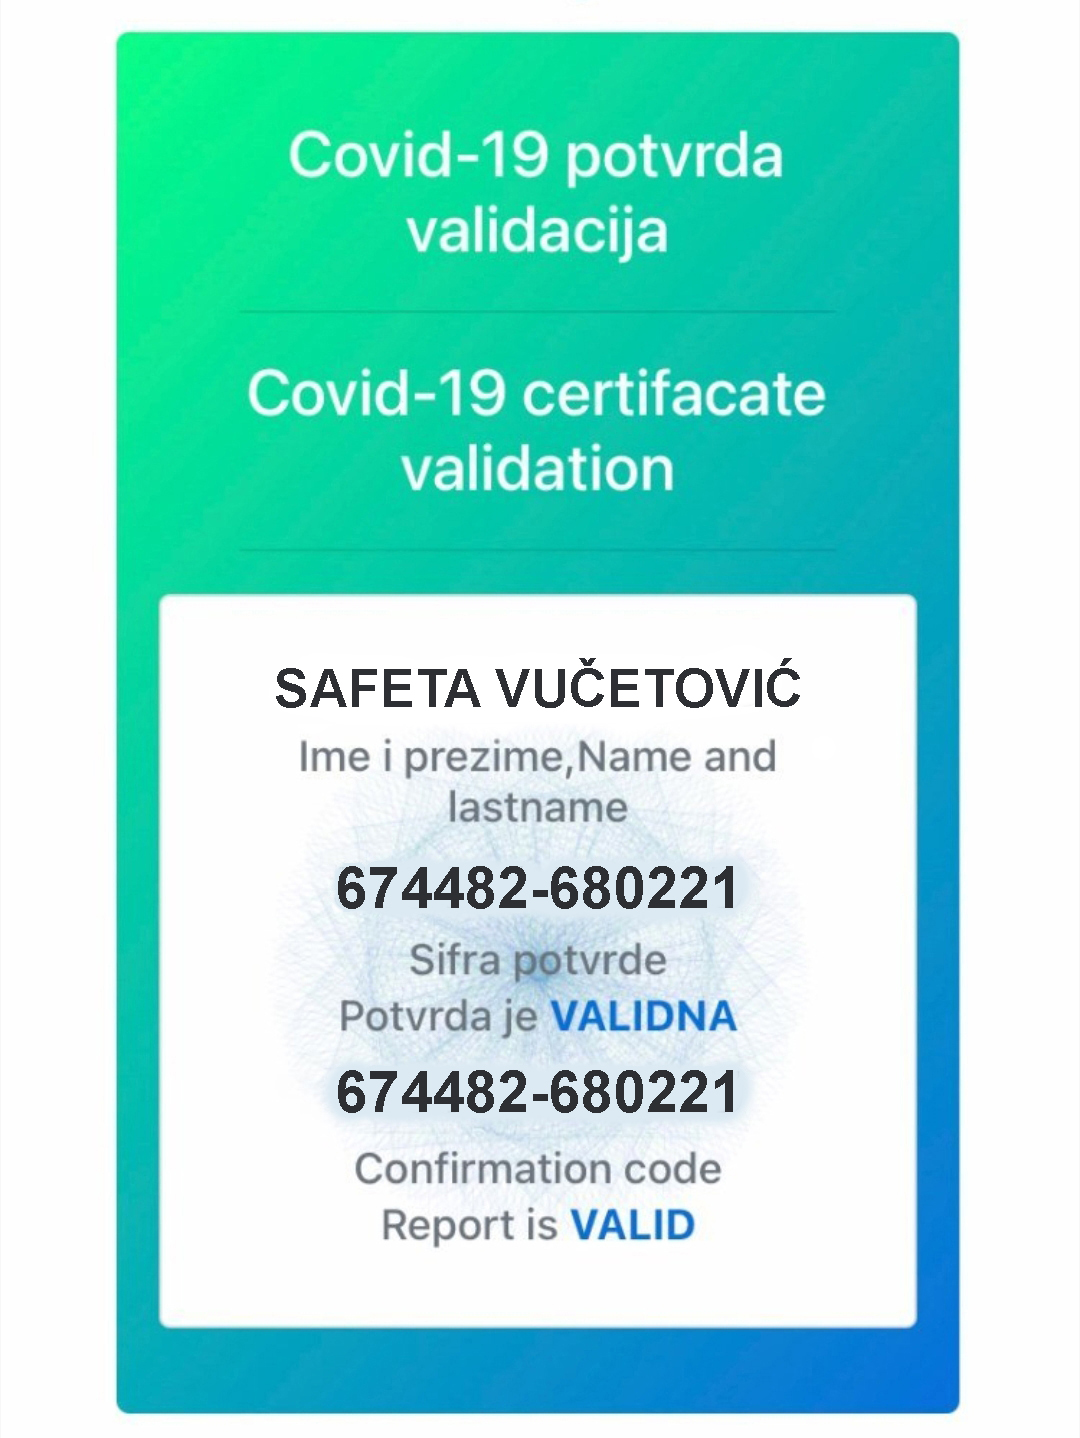 Covid-19 potvrda
validacija
Covid-19 certifacate
validation
SAFETA VUČETOVIĆ
Ime i prezime,Name and
lastname
674482-680221
Sifra potvrde
Potvrda je VALIDNA
674482-680221
Confirmation code
Report is VALID